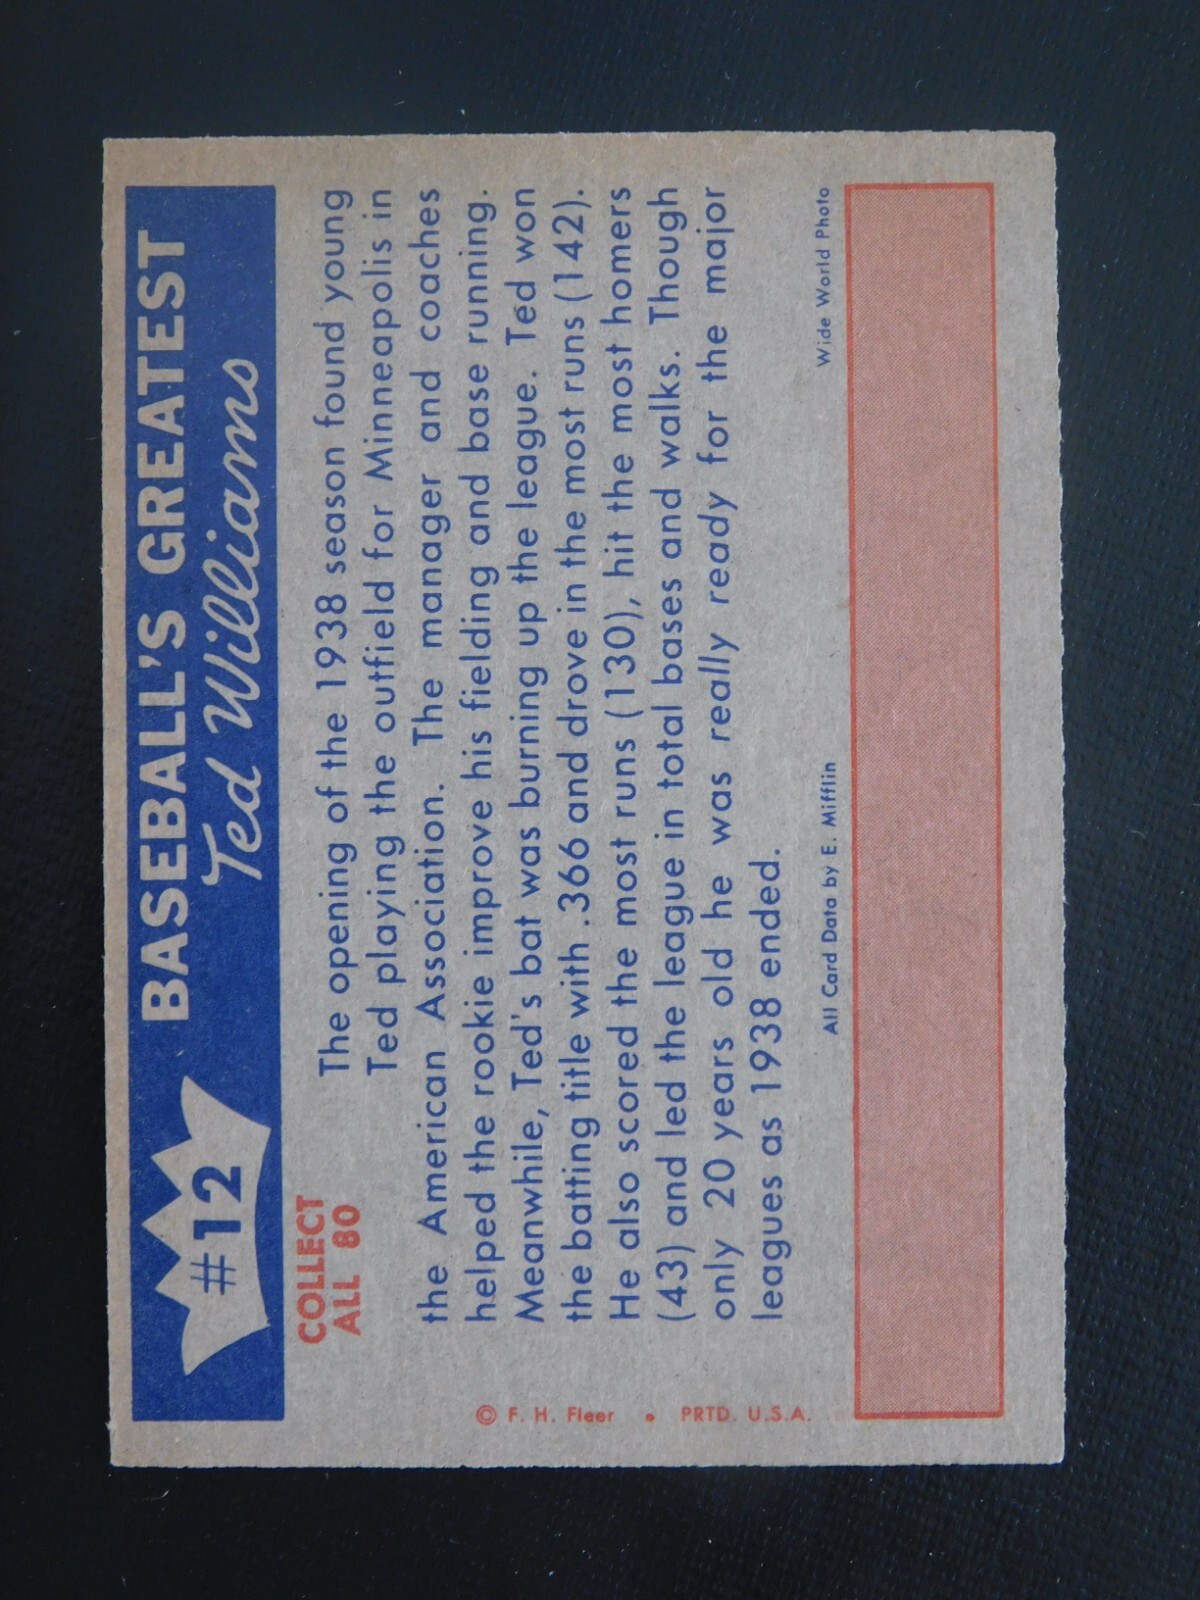 #12
BASEBALL'S GREATEST
Ted Williams
COLLECT
ALL 80
The opening of the 1938 season found young
Ted playing the outfield for Minneapolis in
the American Association. The manager and coaches
helped the rookie improve his fielding and base running.
Meanwhile, Ted's bat was burning up the league. Ted won
the batting title with .366 and drove in the most runs (142).
He also scored the most runs (130), hit the most homers
(43) and led the league in total bases and walks. Though
only 20 years old he was really ready for the major
leagues as 1938 ended.
All Card Data by E. Mifflin
Wide World Photo
© F. H. Fleer • PRTD. U.S.A.